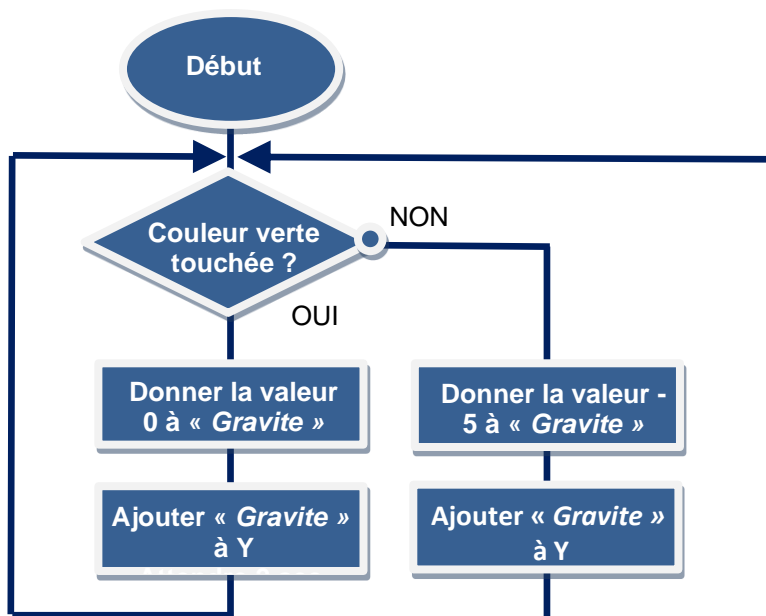 Début
Couleur verte
touchée ?
NON
OUI
Donner la valeur
0 à « Gravite »
Ajouter « Gravite »
à Y
Donner la valeur -
5 à « Gravite »
Ajouter « Gravite »
à Y